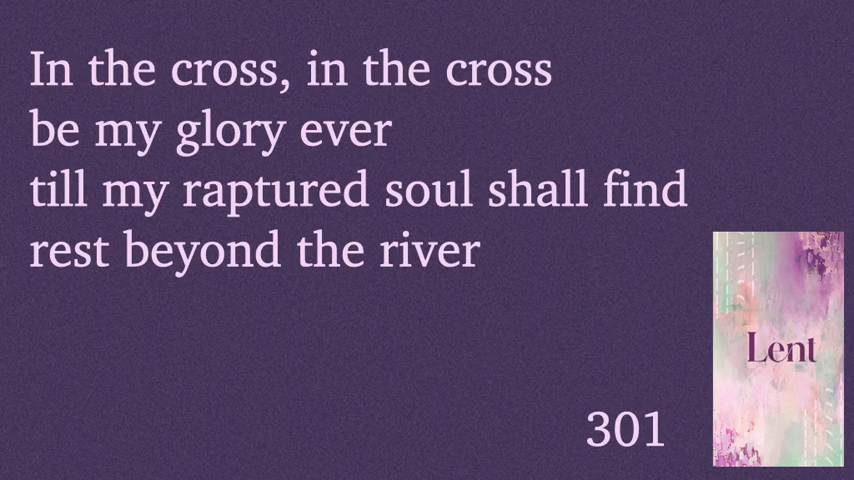 In the cross, in the cross
be my glory ever
till my raptured soul shall find
rest beyond the river
Lent
301